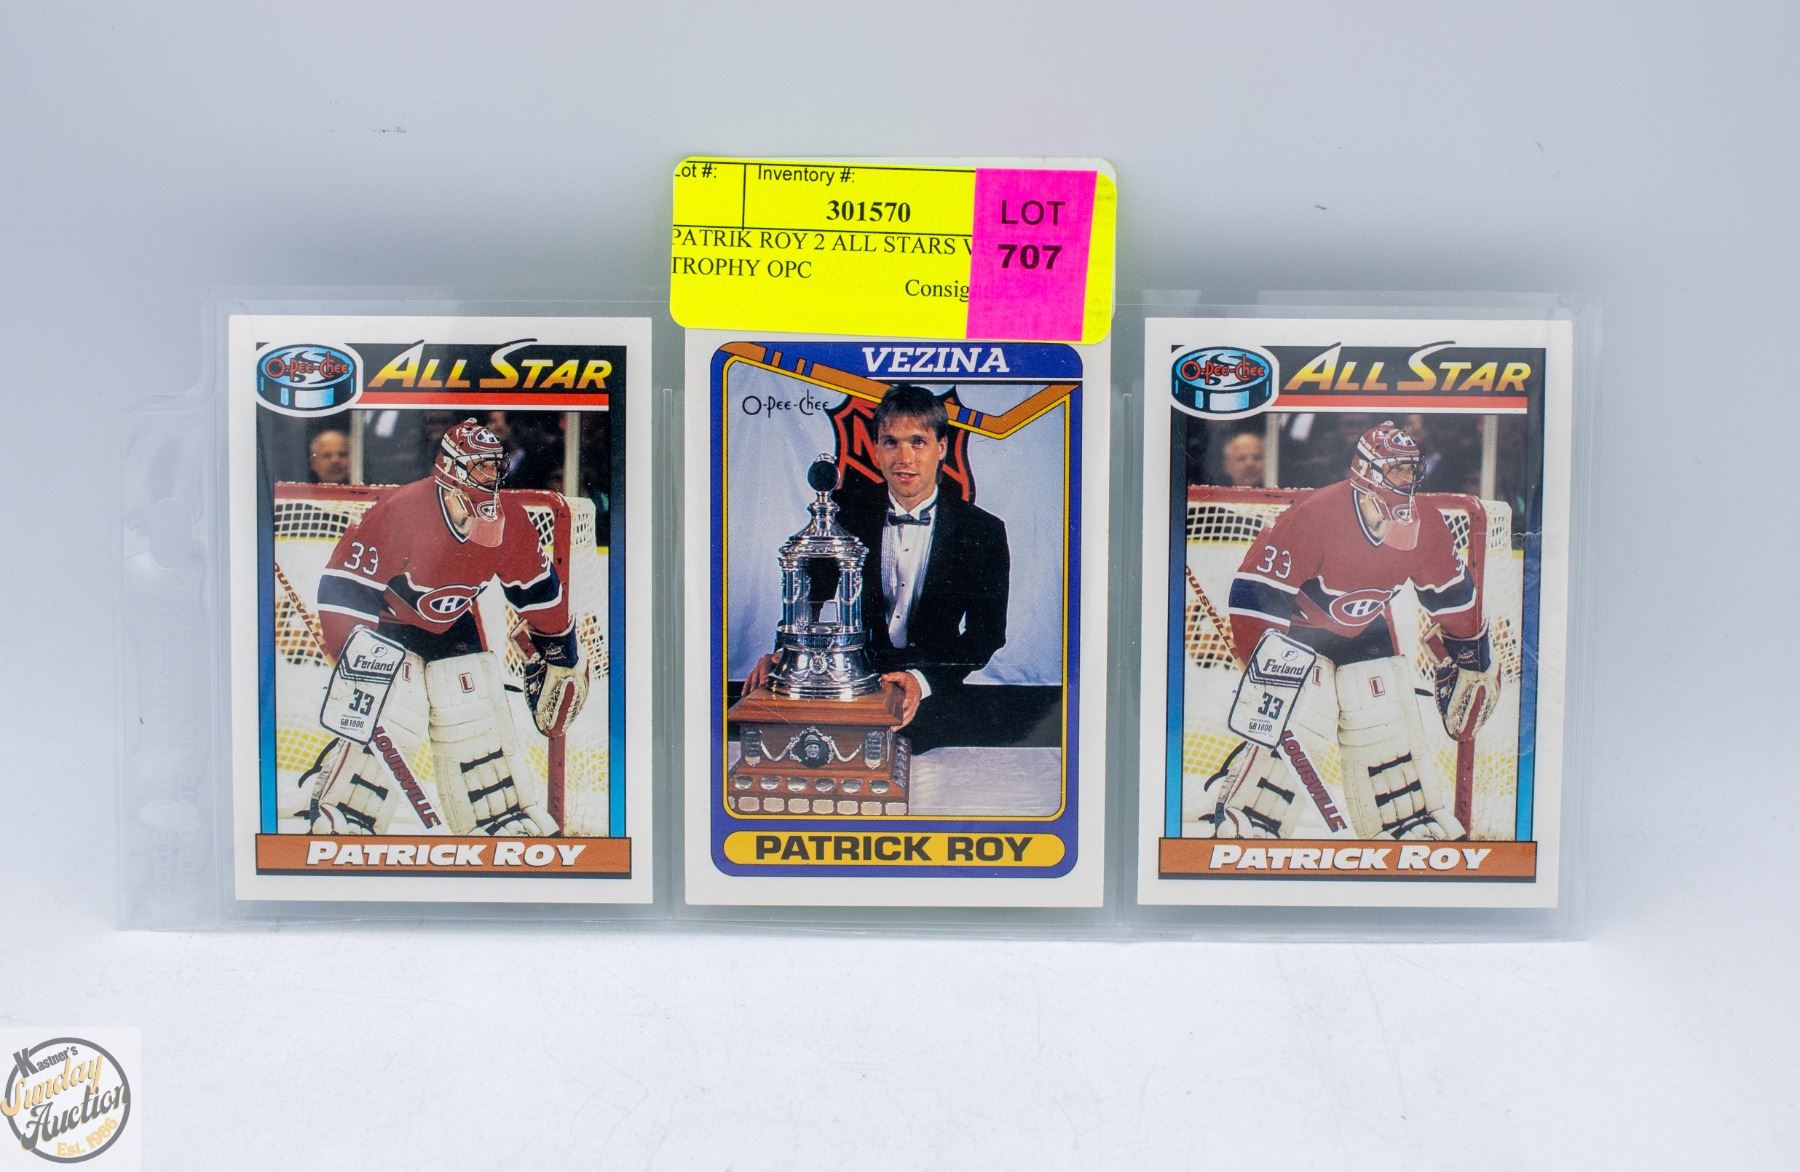 Lot #:
Inventory #:
301570
LOT
707
PATRIK ROY 2 ALL STARS
TROPHY OPC
O-Pee-Chee
ALL STAR
33
Ferland
33
GB1000
LOUISVILLE
PATRICK ROY
VEZINA
O-Pee-Chee
PATRICK ROY
O-Pee-Chee
ALL STAR
33
Ferland
33
GB1000
LOUISVILLE
PATRICK ROY
Kastner's
Sunday
Auction
Est. 1986